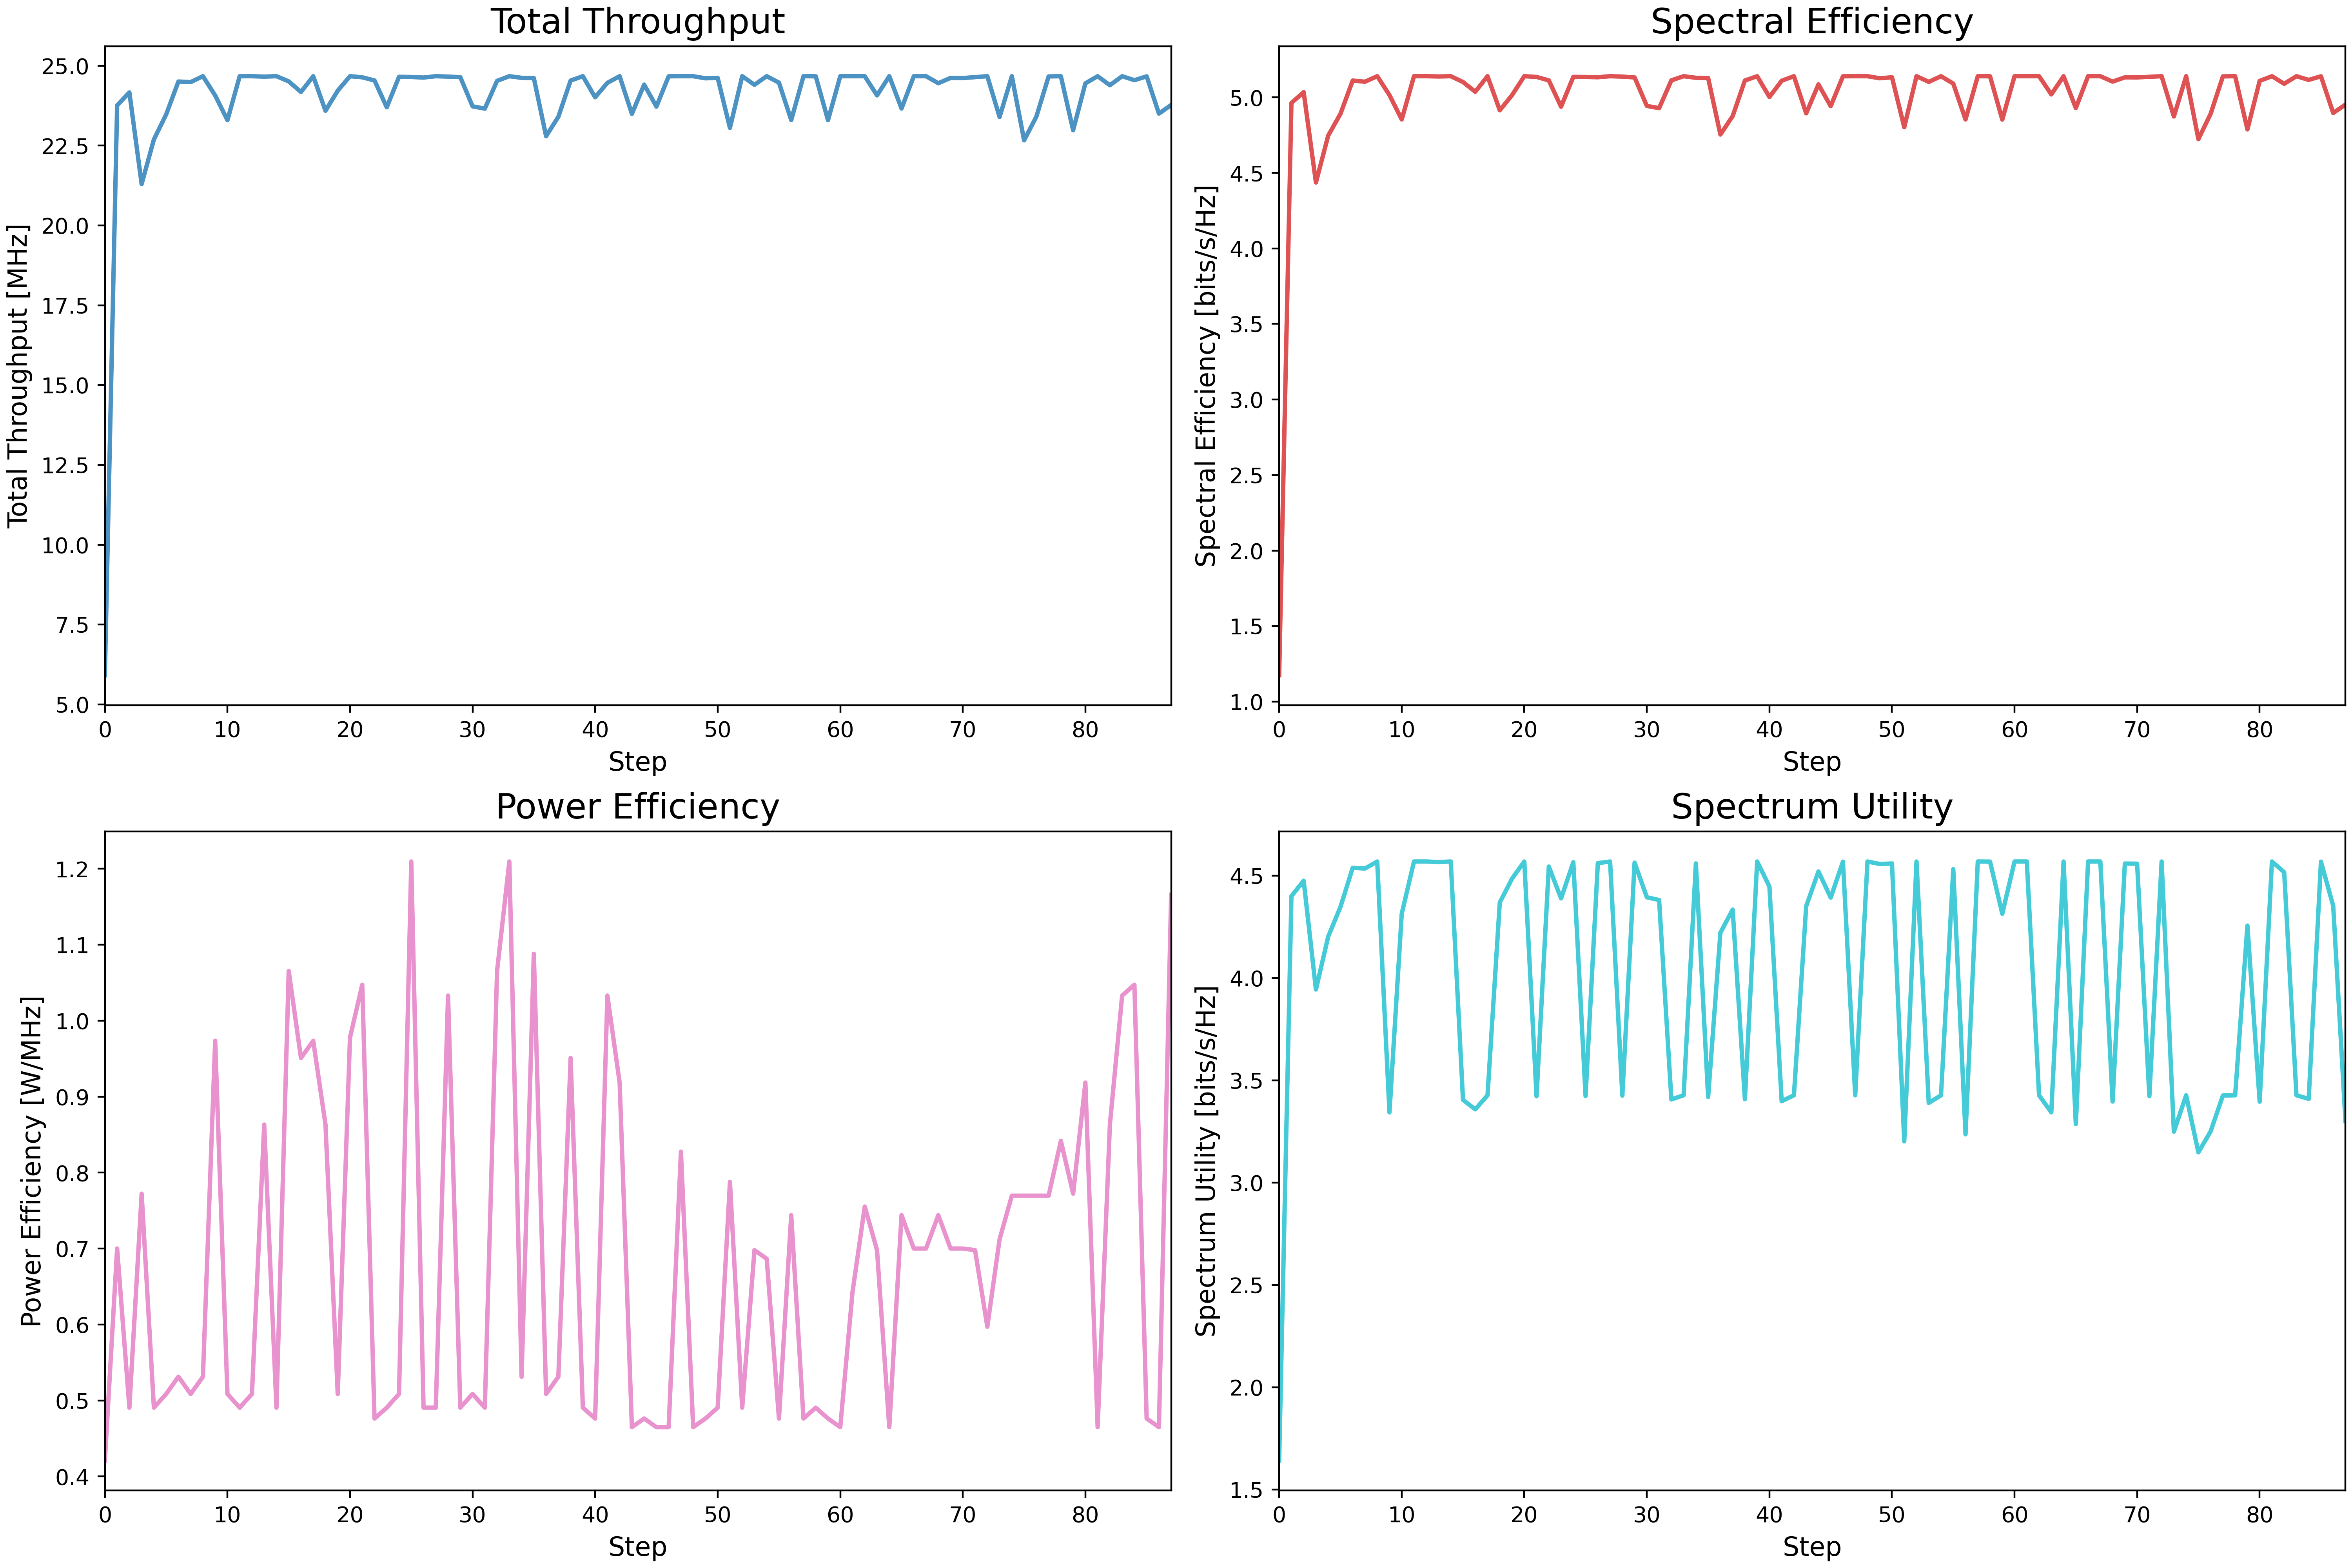 Total Throughput
Total Throughput [MHz]
25.0
22.5
20.0
17.5
15.0
12.5
10.0
7.5
5.0
0 10 20 30 40 50 60 70 80
Step
Spectral Efficiency
Spectral Efficiency [bits/s/Hz]
5.0
4.5
4.0
3.5
3.0
2.5
2.0
1.5
1.0
0 10 20 30 40 50 60 70 80
Step
Power Efficiency
Power Efficiency [W/MHz]
1.2
1.1
1.0
0.9
0.8
0.7
0.6
0.5
0.4
0 10 20 30 40 50 60 70 80
Step
Spectrum Utility
Spectrum Utility [bits/s/Hz]
4.5
4.0
3.5
3.0
2.5
2.0
1.5
0 10 20 30 40 50 60 70 80
Step